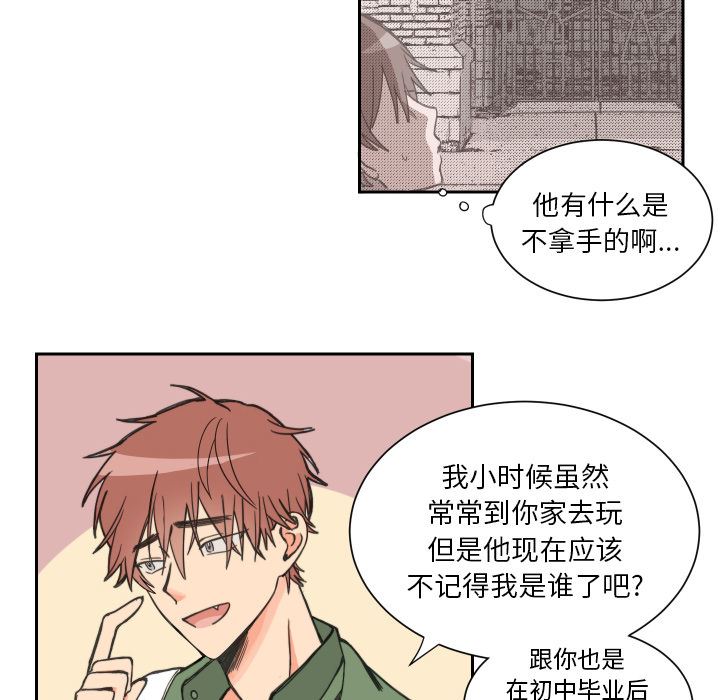 他有什么是
不拿手的啊...
我小时候虽然
常常到你家去玩
但是他现在应该
不记得我是谁了吧?
跟你也是
在初中毕业后